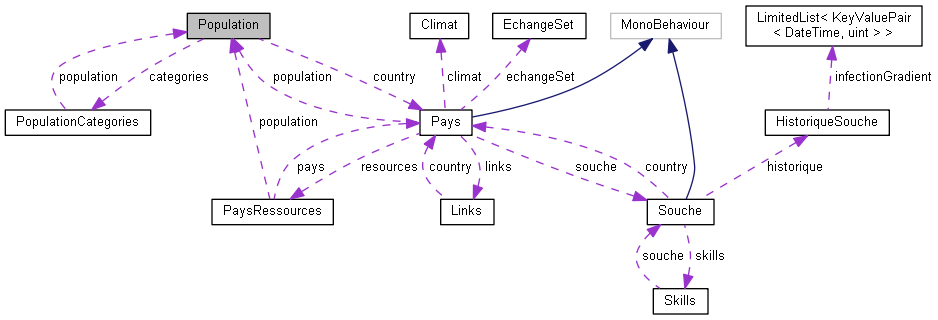 Population
Climat
EchangeSet
MonoBehaviour
LimitedList< KeyValuePair
< DateTime, uint > >
population
categories
population
country
climat
echangeSet
infectionGradient
PopulationCategories
population
Pays
HistoriqueSouche
pays
resources
country
links
souche
country
historique
PaysRessources
Links
Souche
souche
skills
Skills